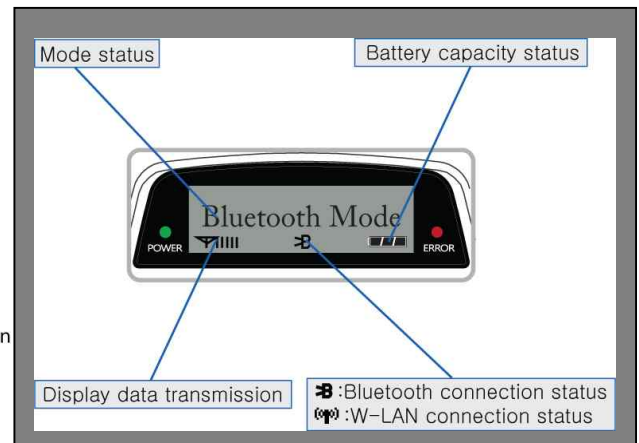 Mode status
Battery capacity status
Bluetooth Mode
POWER
ERROR
n
Display data transmission
:Bluetooth connection status
:W-LAN connection status